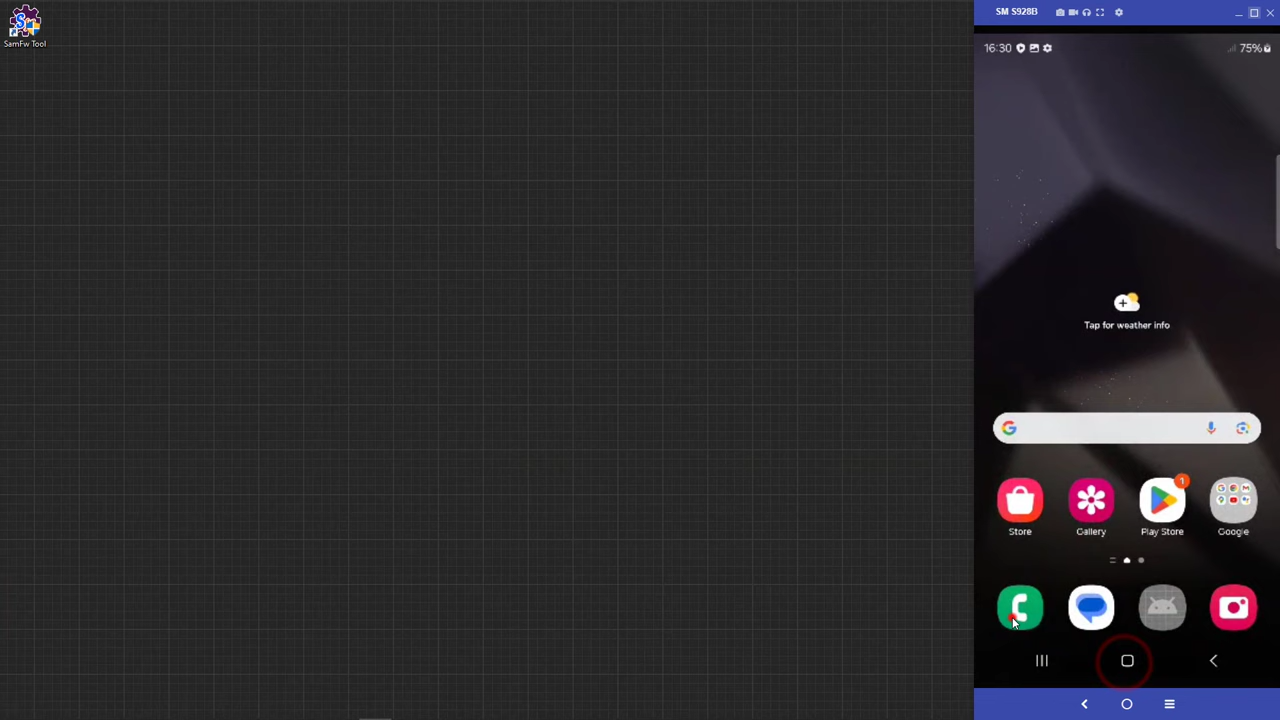 SamFw Tool
SM S928B
16:30
75%
Tap for weather info
1
Store
Gallery
Play Store
Google